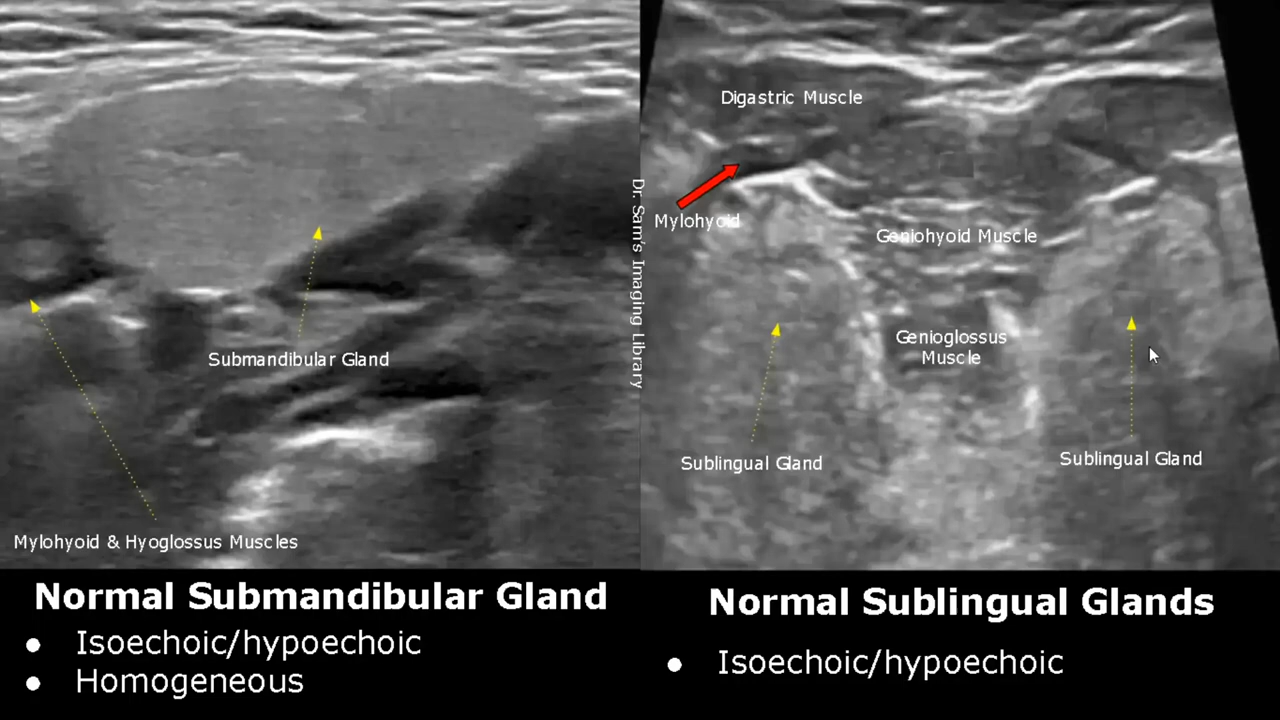 Submandibular Gland
Mylohyoid & Hyoglossus Muscles
Dr. Sam's Imaging Library
Digastric Muscle
Mylohyoid
Geniohyoid Muscle
Genioglossus
Muscle
Sublingual Gland
Sublingual Gland
Normal Submandibular Gland
● Isoechoic/hypoechoic
● Homogeneous
Normal Sublingual Glands
● Isoechoic/hypoechoic